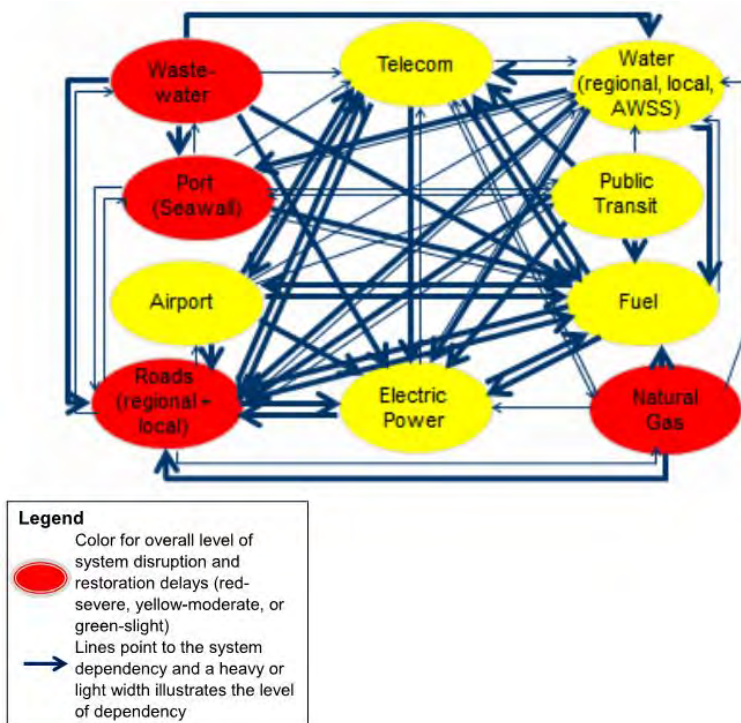 Waste-
water
Telecom
Water
(regional, local,
AWSS)
Port
(Seawall)
Public
Transit
Airport
Fuel
Roads
(regional +
local)
Electric
Power
Natural
Gas
Legend
Color for overall level of
system disruption and
restoration delays (red-
severe, yellow-moderate, or
green-slight)
Lines point to the system
dependency and a heavy or
light width illustrates the level
of dependency